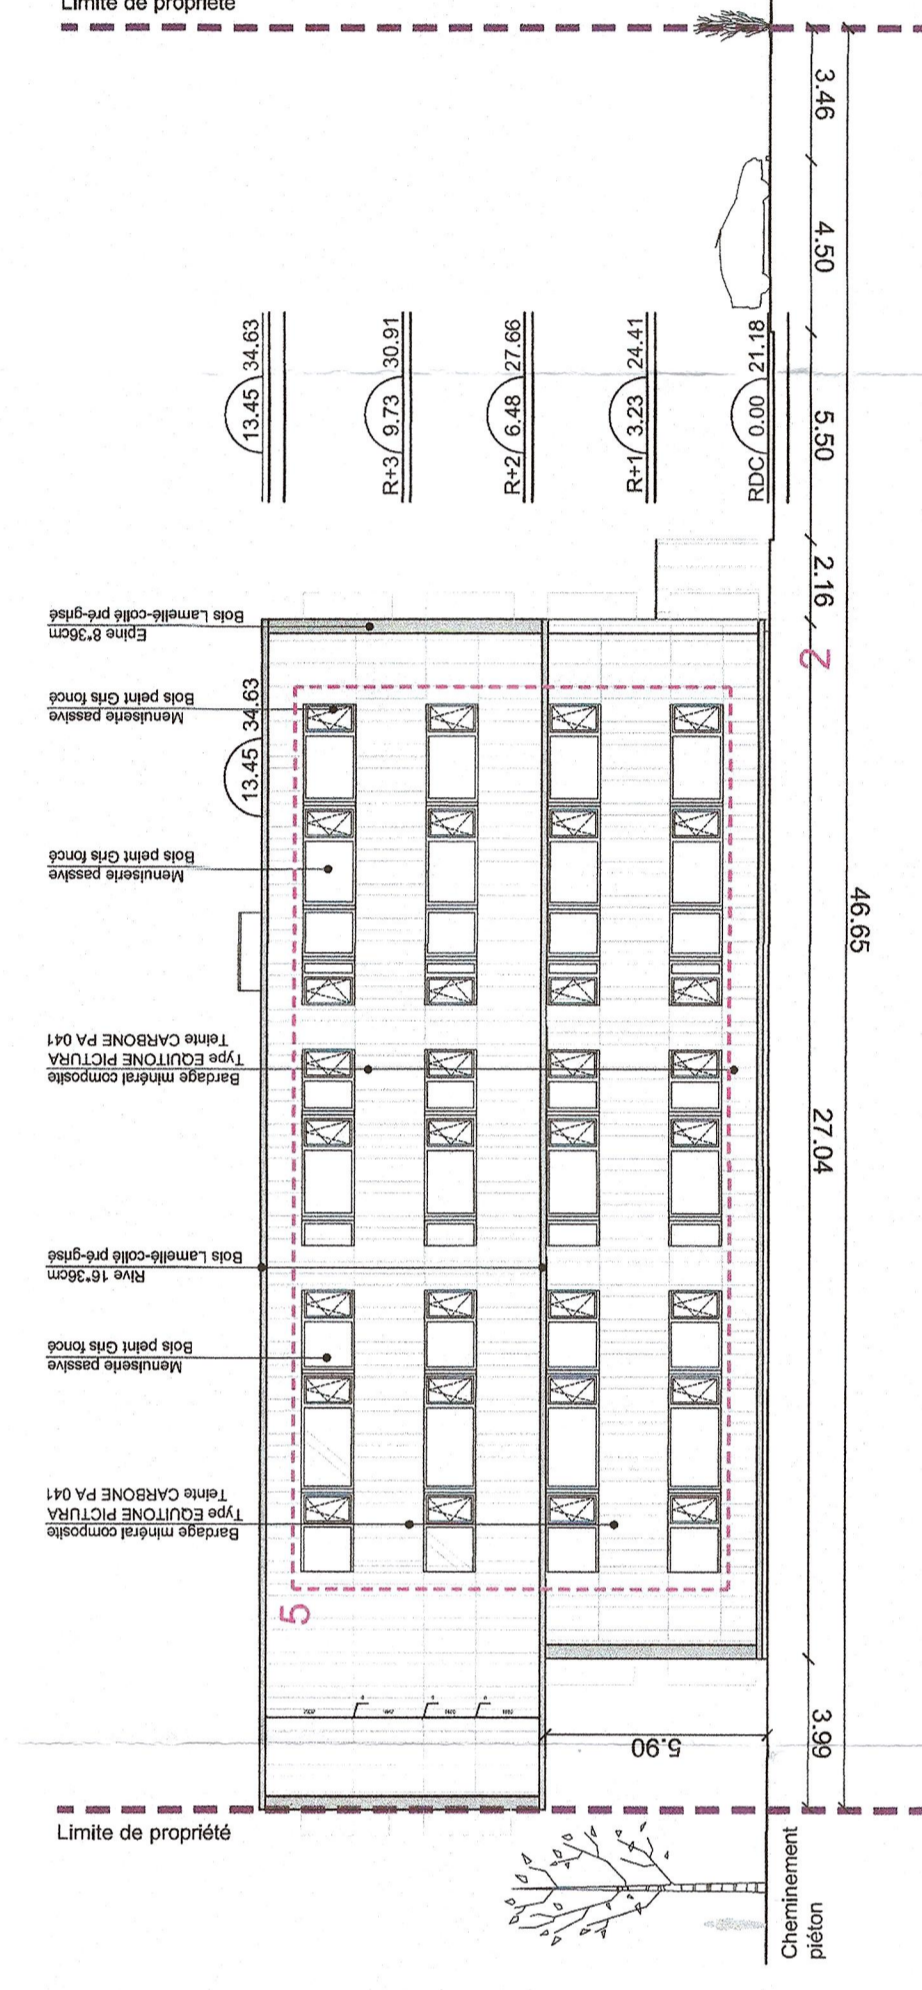 Limite de propriété
3.46
4.50
5.50
2.16
27.04
3.99
46.65
13.45 34.63
R+3 9.73 30.91
R+2 6.48 27.66
R+1 3.23 24.41
RDC 0.00 21.18
Epine 8*36cm
Bois Lamellé-collé pré-grisé
Menuiserie passive
Bois peint Gris foncé
13.45 34.63
Menuiserie passive
Bois peint Gris foncé
Bardage minéral composite
Type EQUITONE PICTURA
Teinte CARBONE PA 041
Rive 16*36cm
Bois Lamellé-collé pré-grisé
Menuiserie passive
Bois peint Gris foncé
Bardage minéral composite
Type EQUITONE PICTURA
Teinte CARBONE PA 041
2
5
5.90
Limite de propriété
Cheminement
piéton